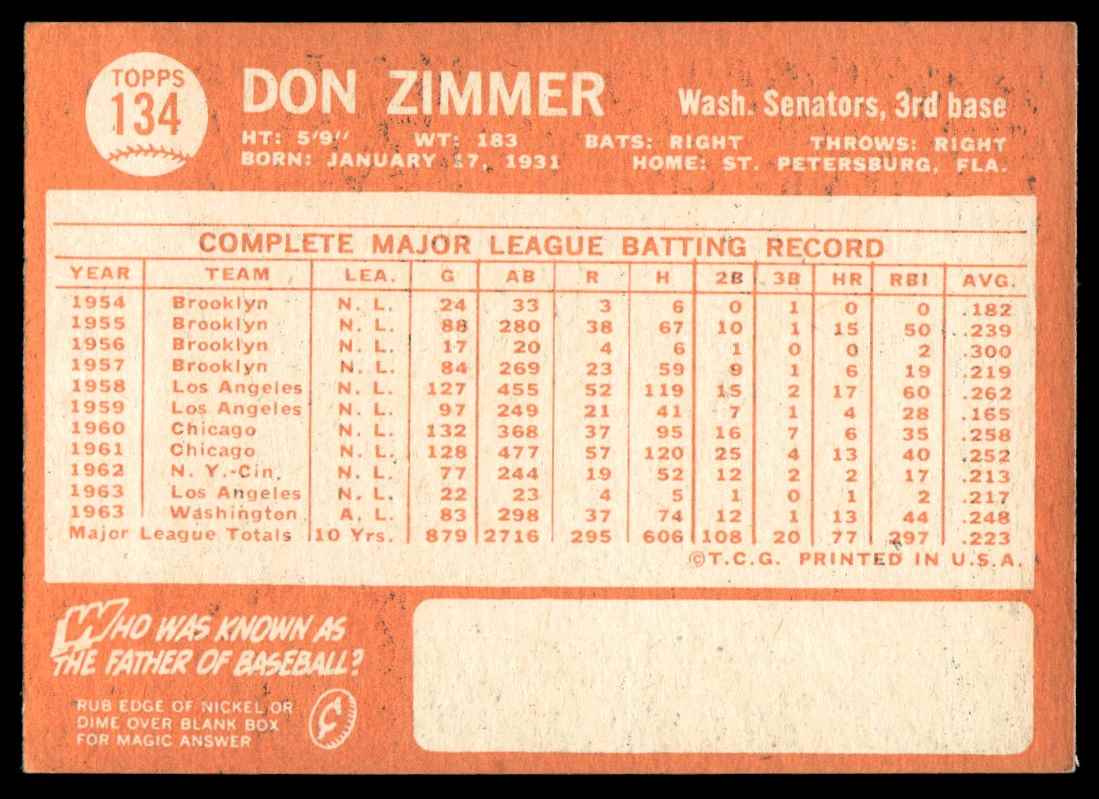 TOPPS
134
DON ZIMMER
Wash. Senators, 3rd base
HT: 5'9" WT: 183 BATS: RIGHT THROWS: RIGHT
BORN: JANUARY 17, 1931 HOME: ST. PETERSBURG, FLA.
COMPLETE MAJOR LEAGUE BATTING RECORD
YEAR TEAM LEA. G AB R H 2B 3B HR RBI AVG.
1954 Brooklyn N. L. 24 33 3 6 0 1 0 0 .182
1955 Brooklyn N. L. 88 280 38 67 10 1 15 50 .239
1956 Brooklyn N. L. 17 20 4 6 1 0 0 2 .300
1957 Brooklyn N. L. 84 269 23 59 9 1 6 19 .219
1958 Los Angeles N. L. 127 455 52 119 15 2 17 60 .262
1959 Los Angeles N. L. 97 249 21 41 7 1 4 28 .165
1960 Chicago N. L. 132 368 37 95 16 7 6 35 .258
1961 Chicago N. L. 128 477 57 120 25 4 13 40 .252
1962 N. Y.-Cin. N. L. 77 244 19 52 12 2 2 17 .213
1963 Los Angeles N. L. 22 23 4 5 1 0 1 2 .217
1963 Washington A. L. 83 298 37 74 12 1 13 44 .248
Major League Totals 10 Yrs. 879 2716 295 606 108 20 77 297 .223
©T.C.G. PRINTED IN U.S.A.
WHO WAS KNOWN AS
THE FATHER OF BASEBALL?
RUB EDGE OF NICKEL OR
DIME OVER BLANK BOX
FOR MAGIC ANSWER